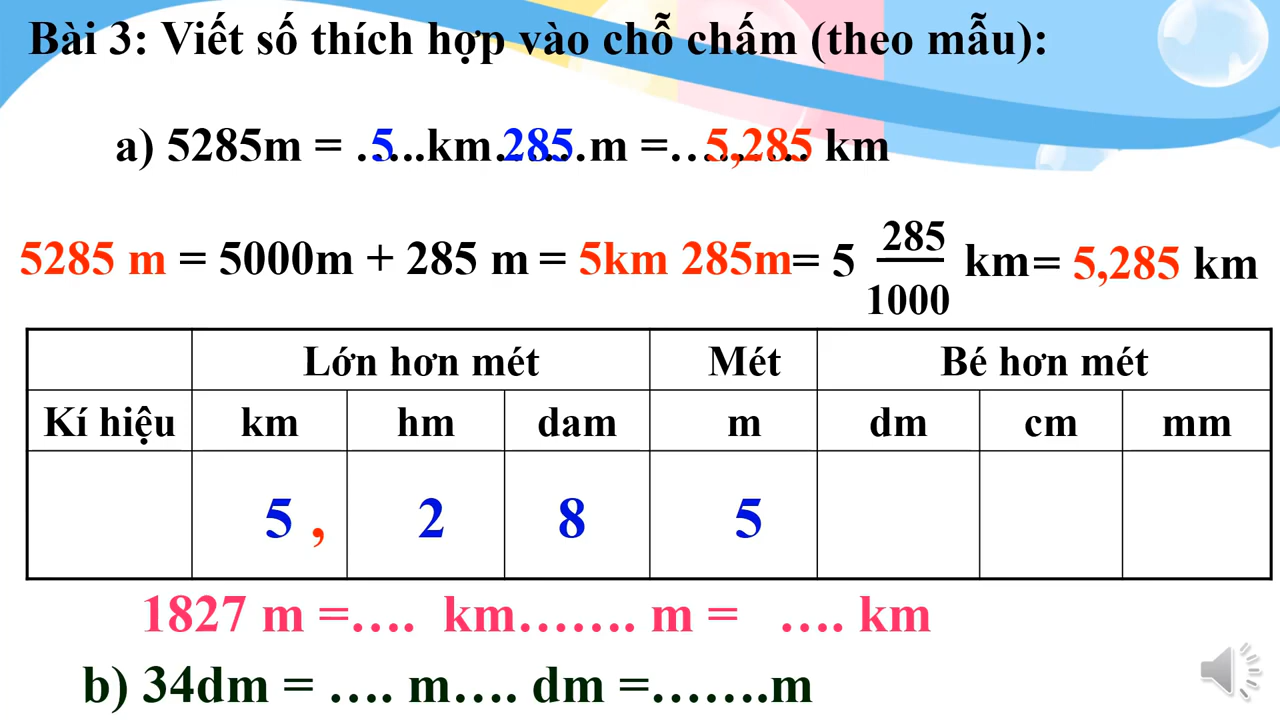 Bài 3: Viết số thích hợp vào chỗ chấm (theo mẫu):
a) 5285m = ..5..km..285..m =...5,285... km
5285 m = 5000m + 285 m = 5km 285m= 5 285/1000 km= 5,285 km
Lớn hơn mét Mét Bé hơn mét
Kí hiệu km hm dam m dm cm mm
5 , 2 8 5
1827 m =…. km……. m = …. km
b) 34dm = …. m…. dm =…….m